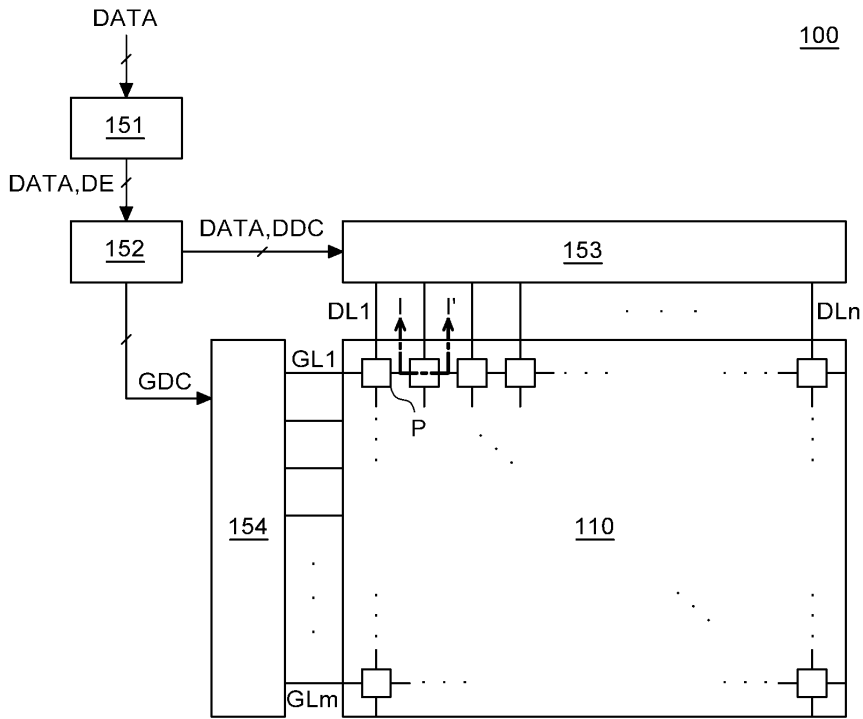 DATA
100
151
DATA,DE
152
DATA,DDC
153
DL1
I
I'
DLn
GL1
GDC
P
154
110
GLm